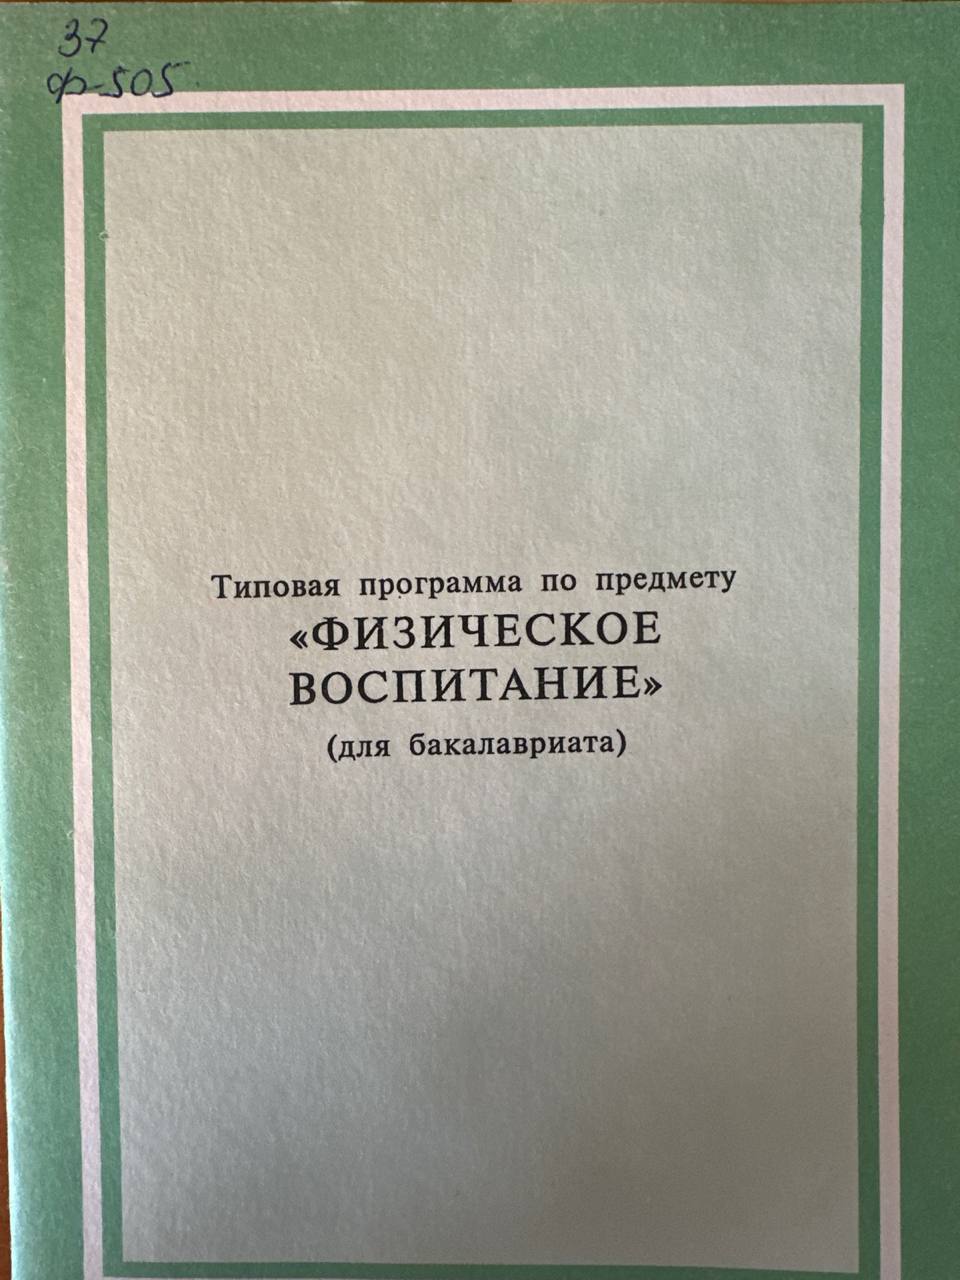 37
ф-505
Типовая программа по предмету
«ФИЗИЧЕСКОЕ
ВОСПИТАНИЕ»
(для бакалавриата)